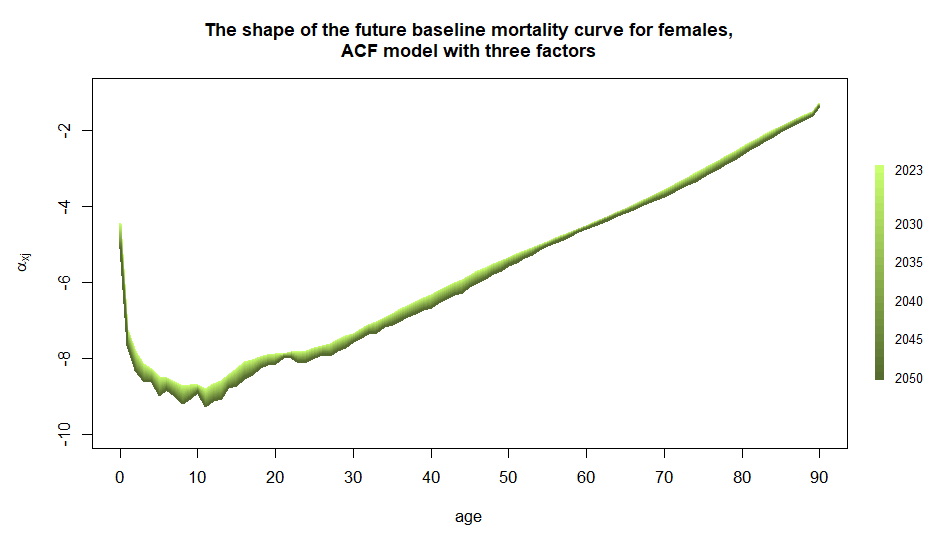 The shape of the future baseline mortality curve for females,
ACF model with three factors
αxj
-2
-4
-6
-8
-10
0 10 20 30 40 50 60 70 80 90
age
2023
2030
2035
2040
2045
2050